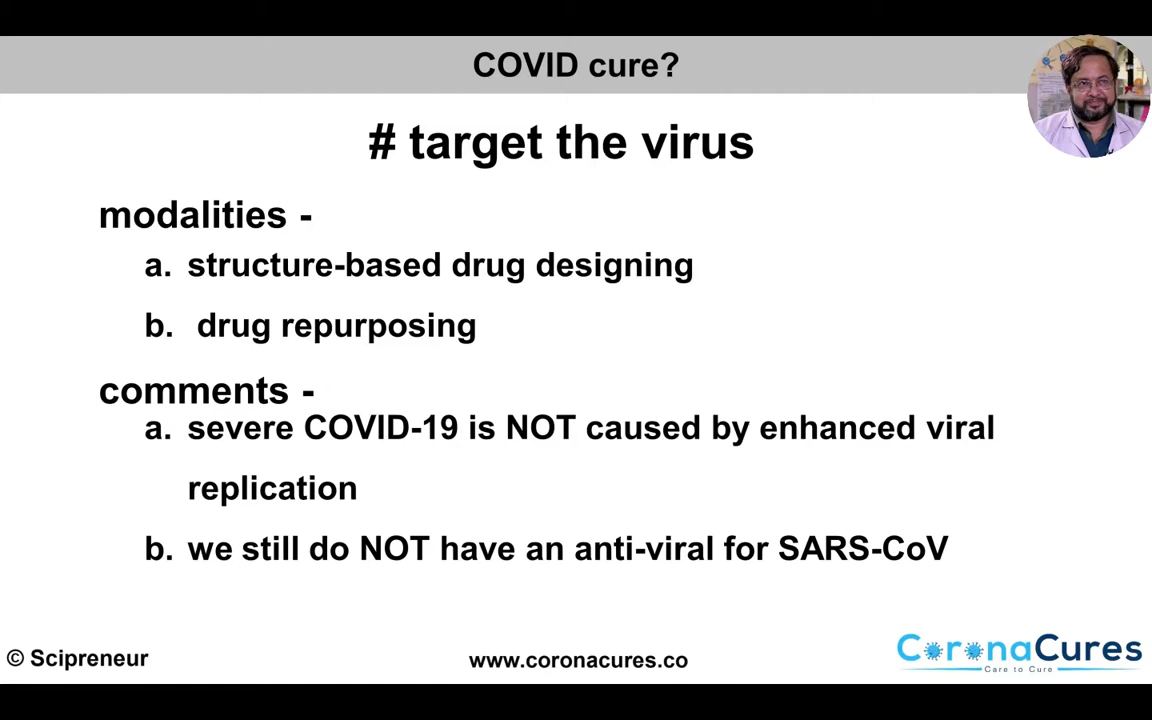 COVID cure?
# target the virus
modalities -
a. structure-based drug designing
b. drug repurposing
comments -
a. severe COVID-19 is NOT caused by enhanced viral
replication
b. we still do NOT have an anti-viral for SARS-CoV
© Scipreneur
www.coronacures.co
CoronaCures
Care to Cure